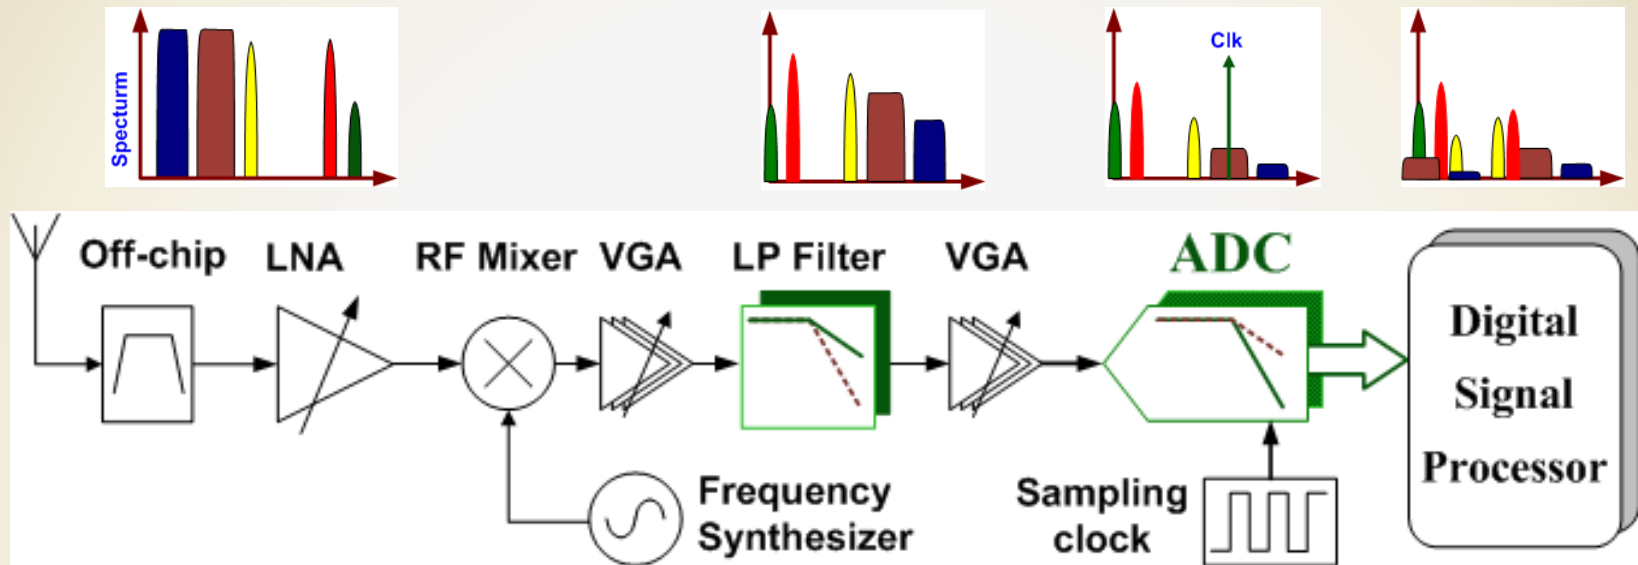 Specturm
Clk
Off-chip
LNA
RF Mixer
VGA
LP Filter
VGA
ADC
Digital
Signal
Processor
Frequency
Synthesizer
Sampling
clock